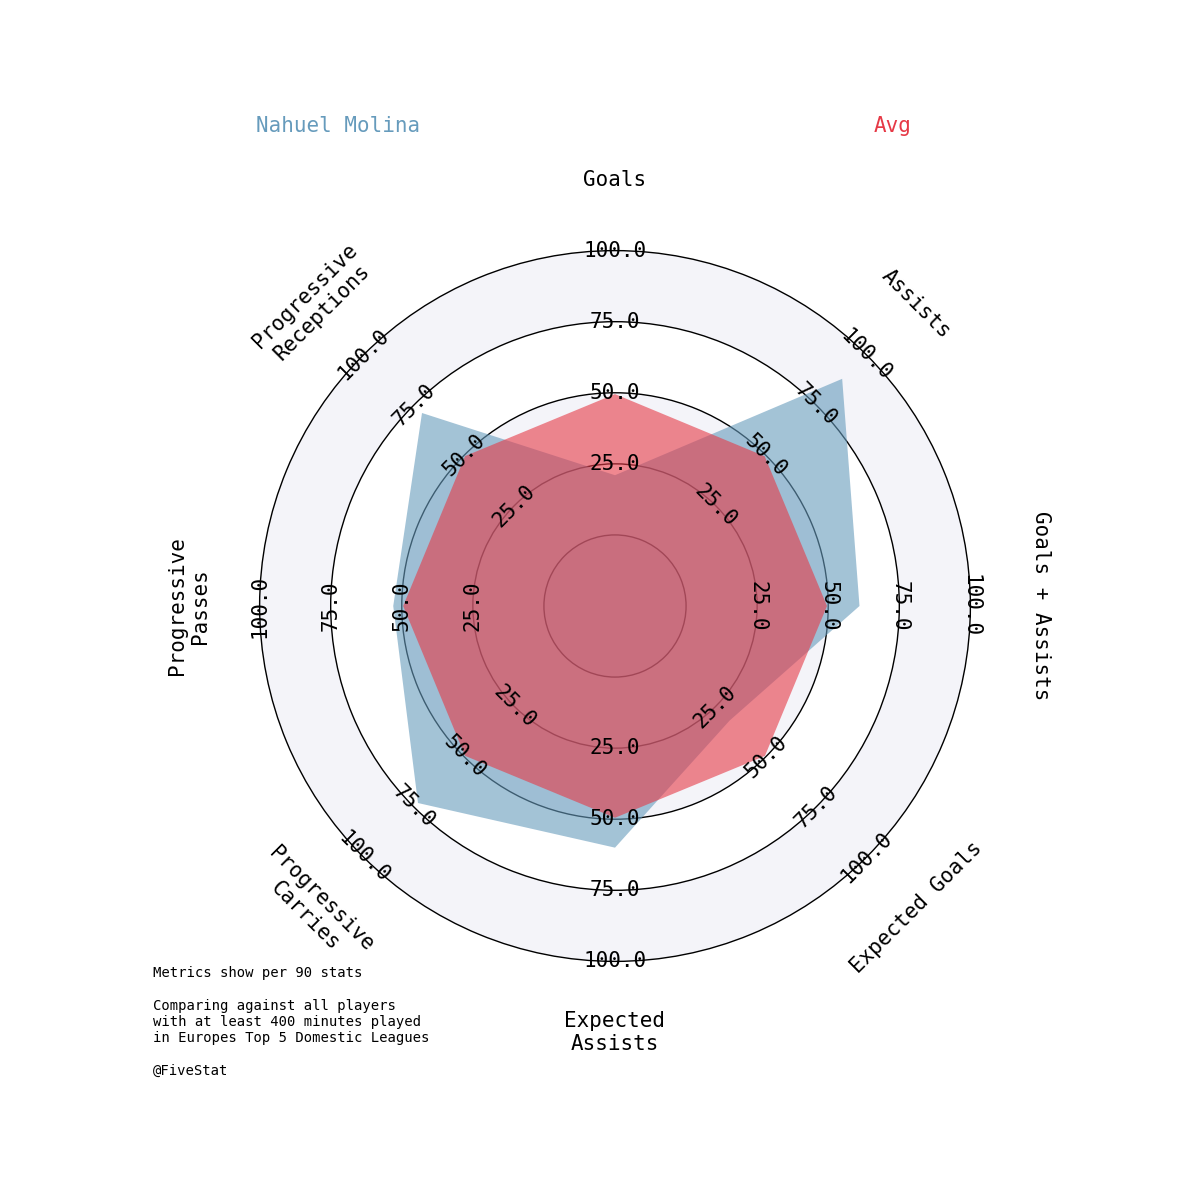 Nahuel Molina
Avg
Goals
Assists
Goals + Assists
Expected Goals
Expected
Assists
Progressive
Carries
Progressive
Passes
Progressive
Receptions
25.0
50.0
75.0
100.0
25.0
50.0
75.0
100.0
25.0
50.0
75.0
100.0
25.0
50.0
75.0
100.0
25.0
50.0
75.0
100.0
25.0
50.0
75.0
100.0
25.0
50.0
75.0
100.0
25.0
50.0
75.0
100.0
Metrics show per 90 stats
Comparing against all players
with at least 400 minutes played
in Europes Top 5 Domestic Leagues
@FiveStat